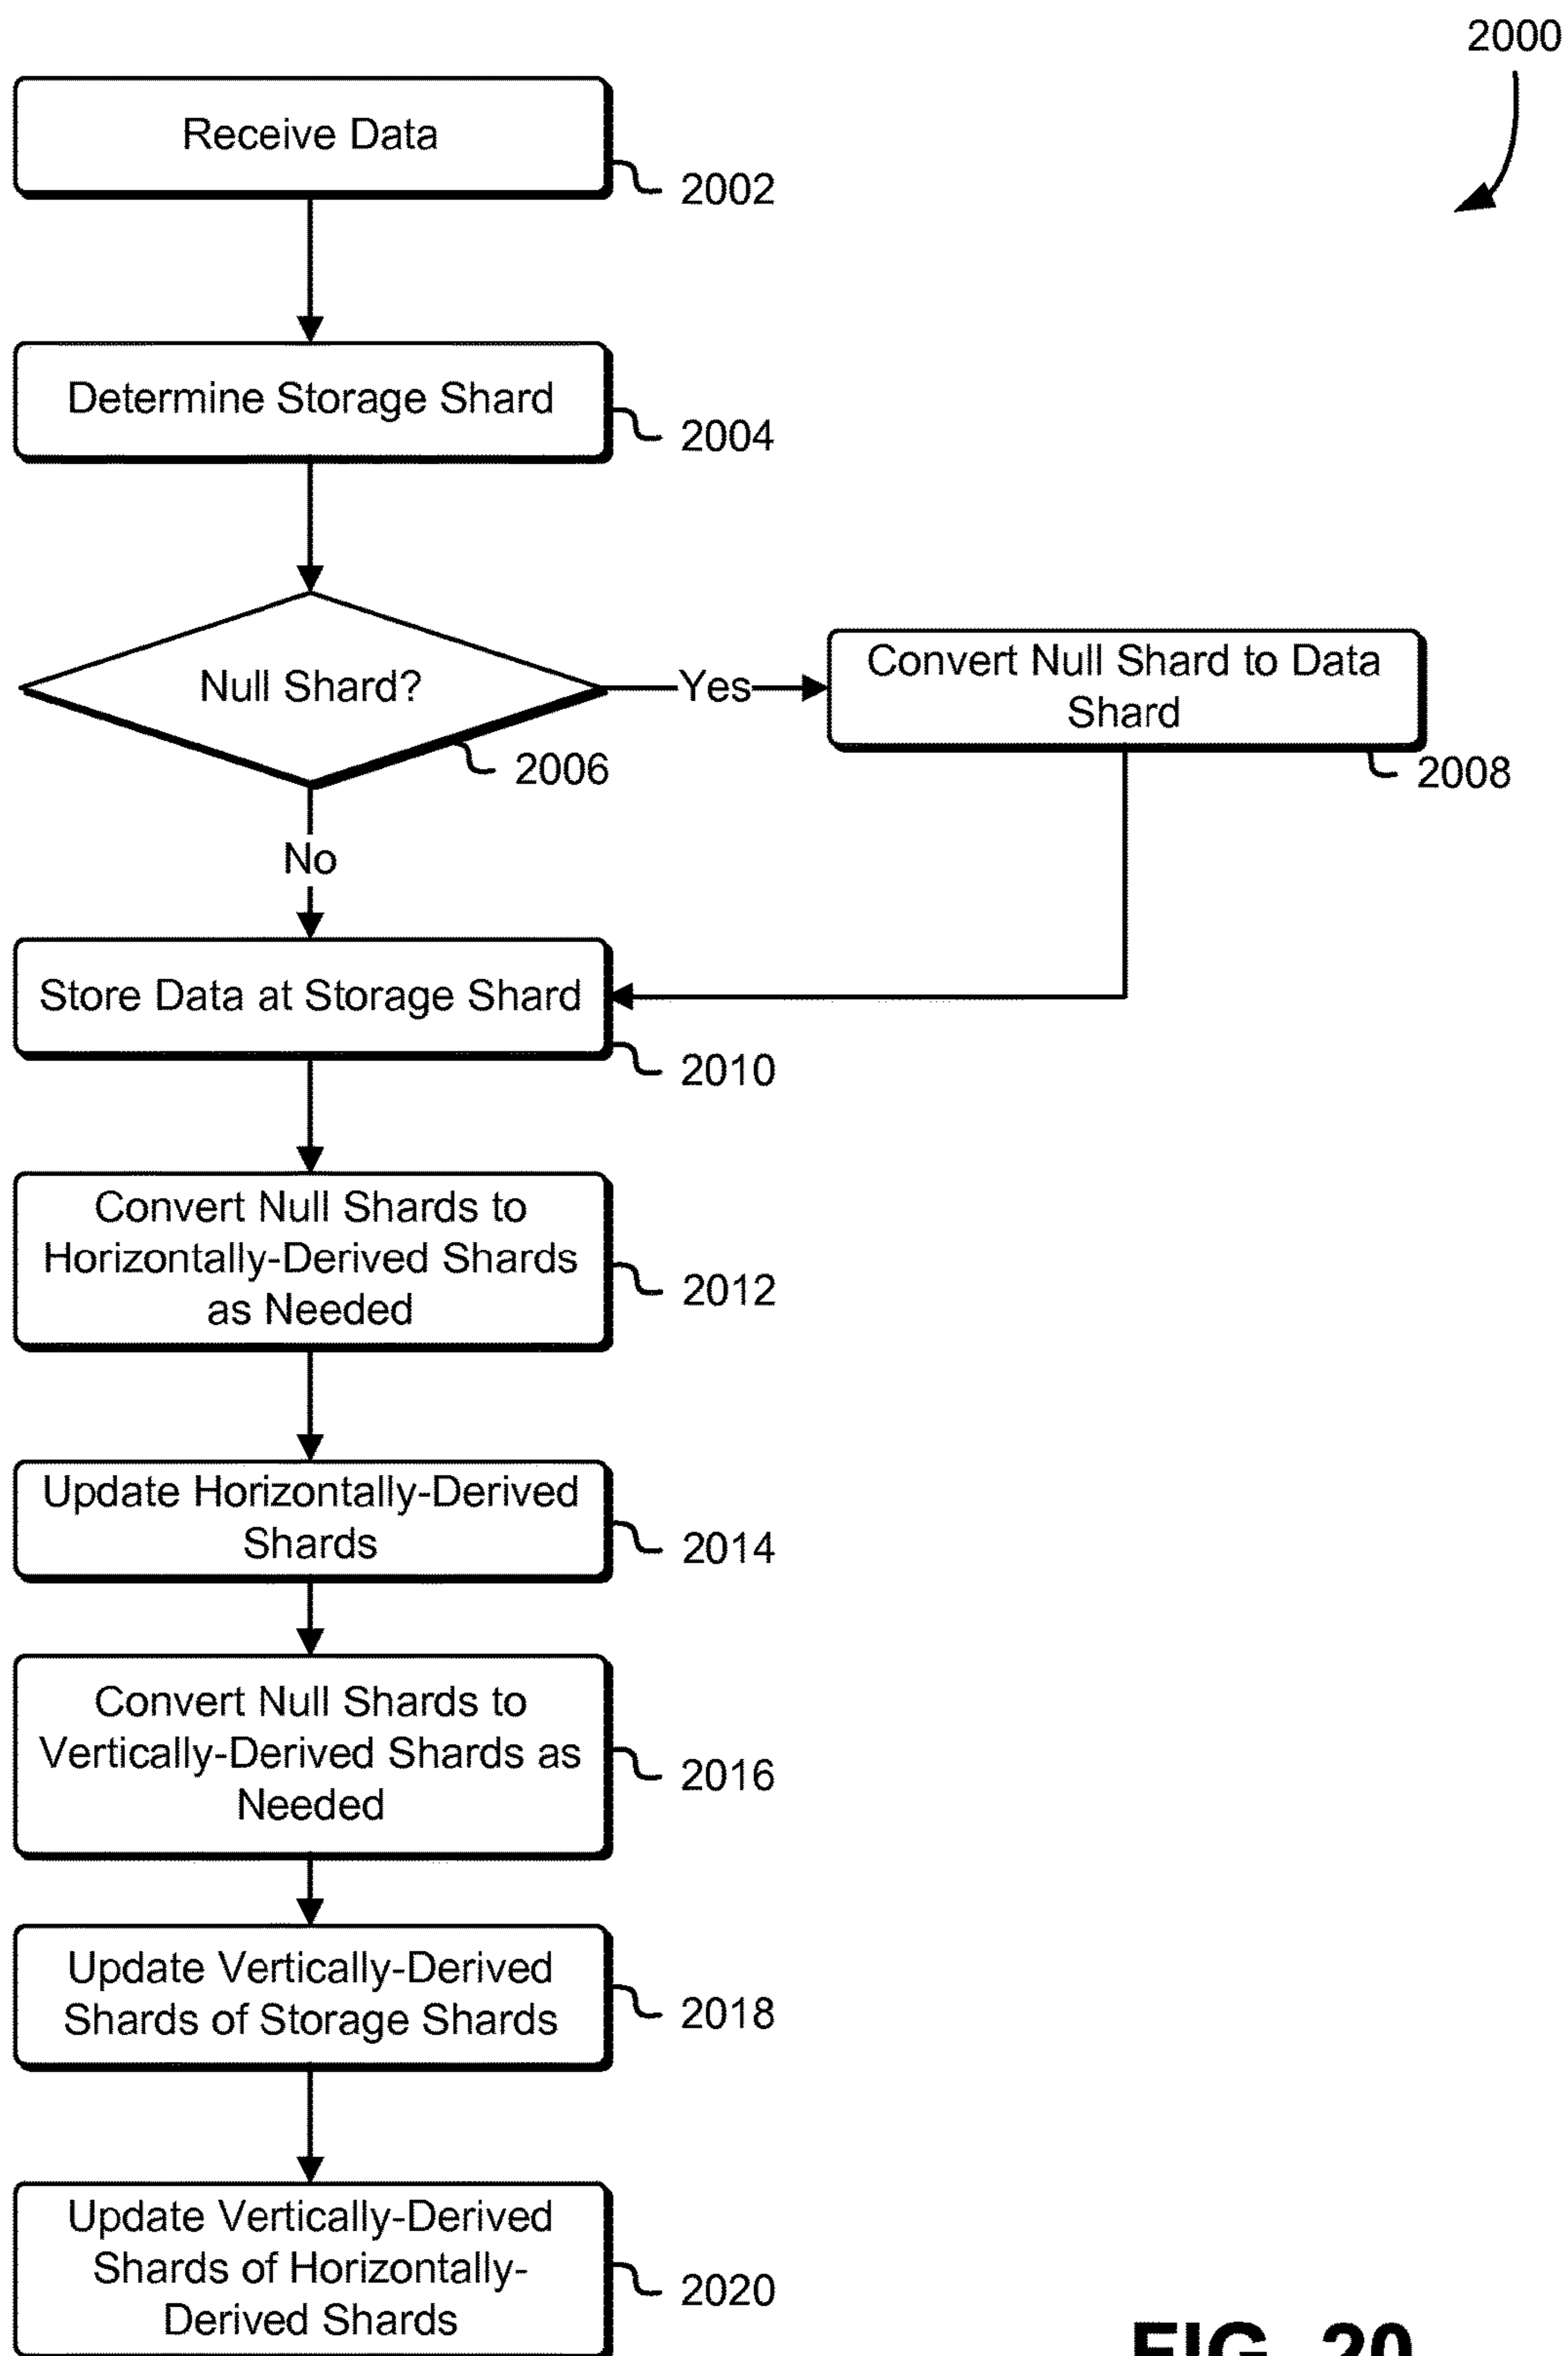 2000
Receive Data
2002
Determine Storage Shard
2004
Null Shard?
2006
Yes
Convert Null Shard to Data
Shard
2008
No
Store Data at Storage Shard
2010
Convert Null Shards to
Horizontally-Derived Shards
as Needed
2012
Update Horizontally-Derived
Shards
2014
Convert Null Shards to
Vertically-Derived Shards as
Needed
2016
Update Vertically-Derived
Shards of Storage Shards
2018
Update Vertically-Derived
Shards of Horizontally-
Derived Shards
2020
FIG. 20